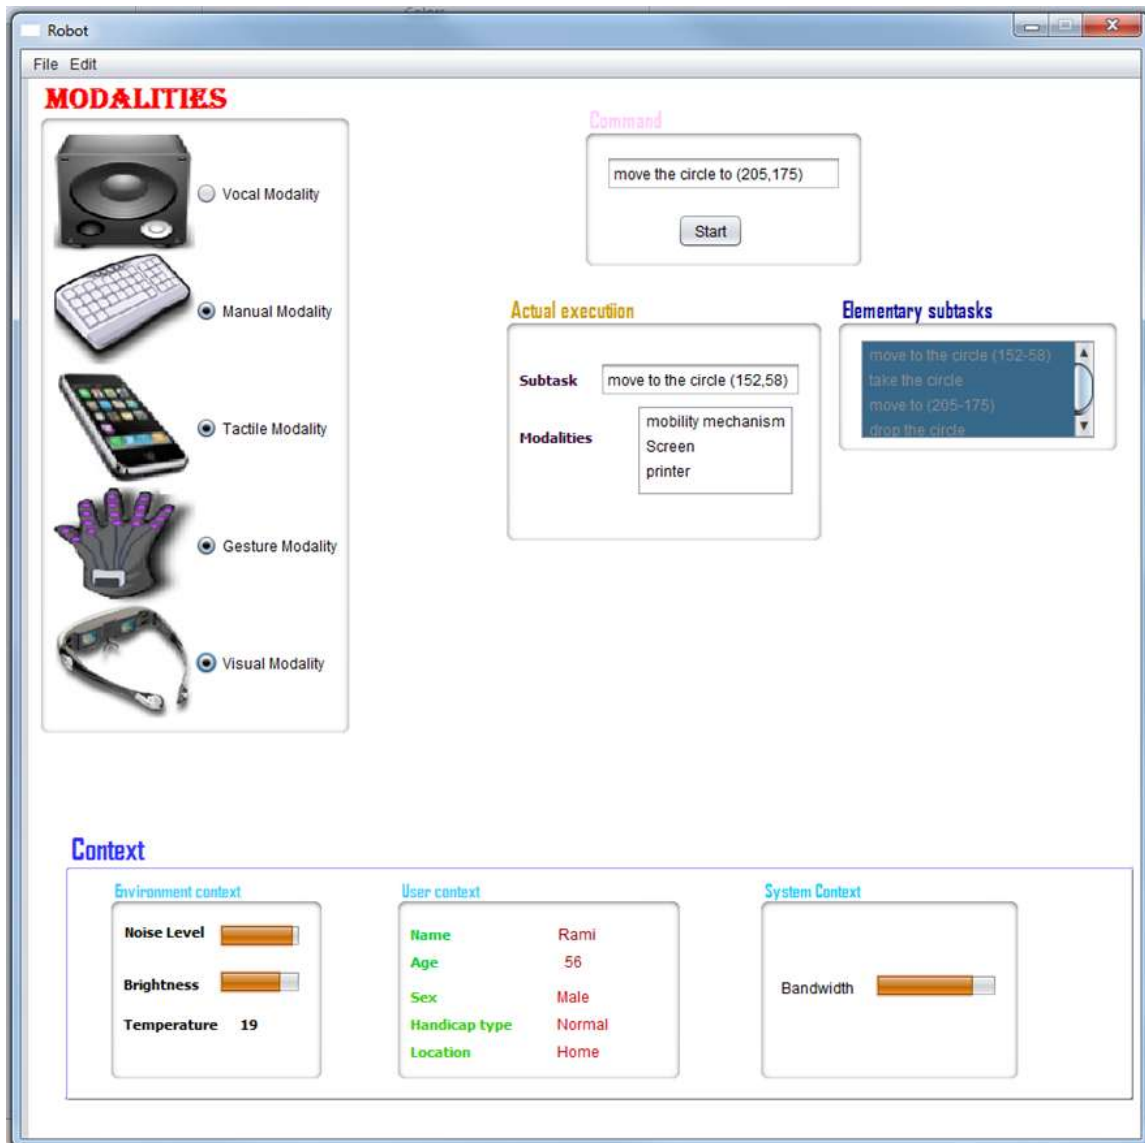 Robot
File Edit
MODALITIES
Vocal Modality
Manual Modality
Tactile Modality
Gesture Modality
Visual Modality
Command
move the circle to (205,175)
Start
Actual executiion
Subtask
move to the circle (152,58)
Modalities
mobility mechanism
Screen
printer
Elementary subtasks
move to the circle (152-58)
take the circle
move to (205-175)
drop the circle
Context
Environment context
Noise Level
Brightness
Temperature 19
User context
Name Rami
Age 56
Sex Male
Handicap type Normal
Location Home
System Context
Bandwidth